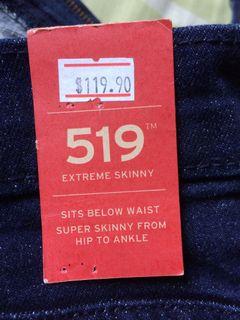 $119.90
519™
EXTREME SKINNY
SITS BELOW WAIST
SUPER SKINNY FROM
HIP TO ANKLE